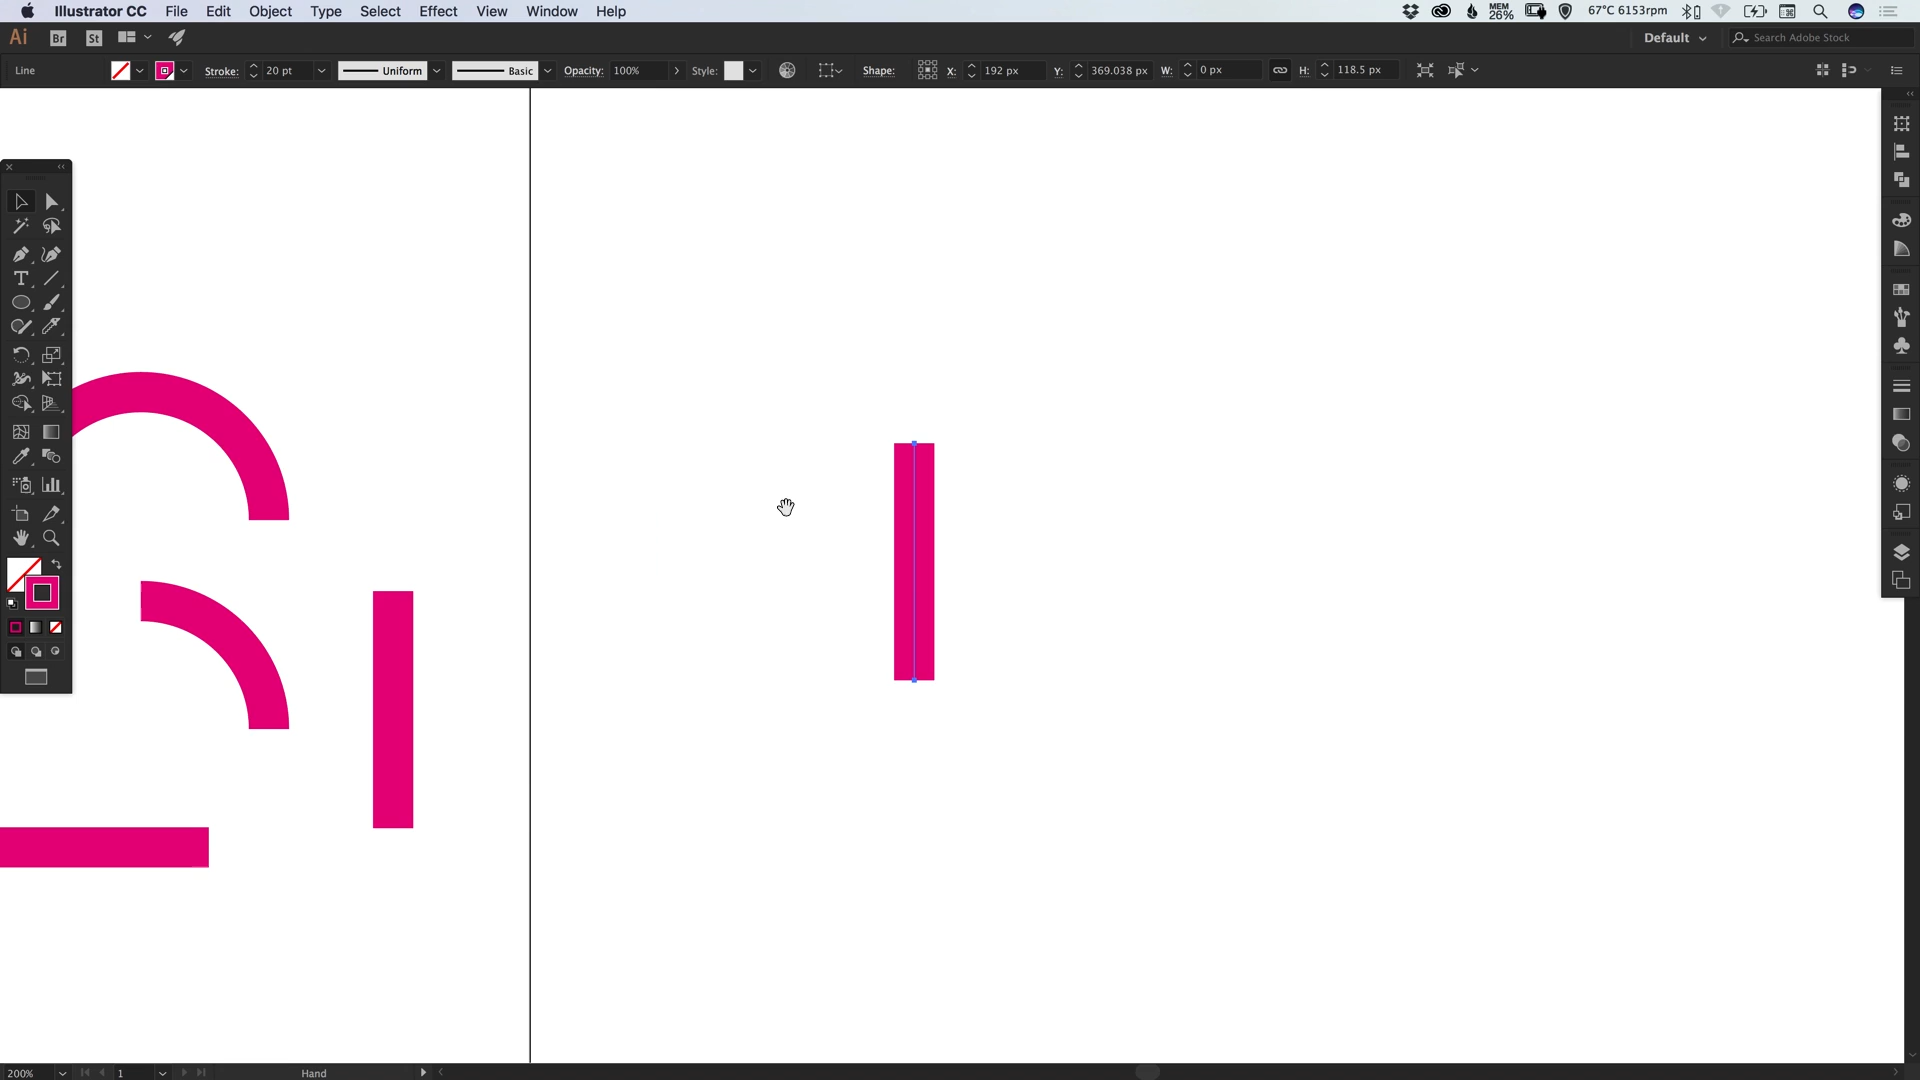 Illustrator CC File Edit Object Type Select Effect View Window Help MEM 26% 67°C 6153rpm
Ai Br St Default Search Adobe Stock
Line Stroke: 20 pt Uniform Basic Opacity: 100% Style: Shape: X: 192 px Y: 369.038 px W: 0 px H: 118.5 px
200% 1 Hand